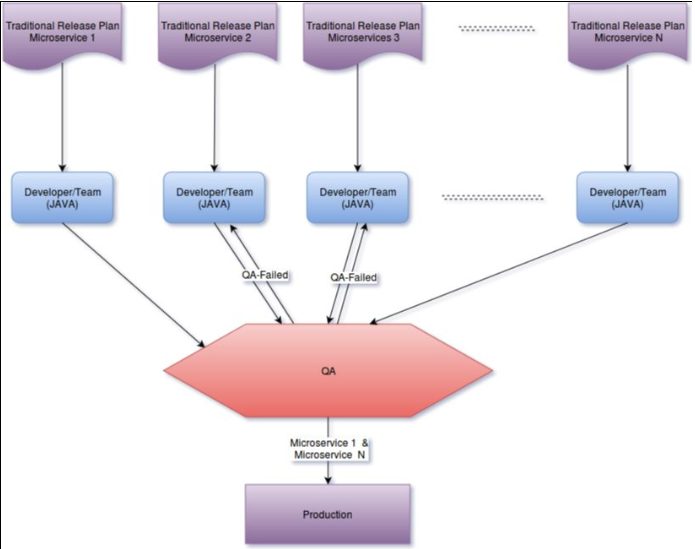 Traditional Release Plan
Microservice 1
Traditional Release Plan
Microservice 2
Traditional Release Plan
Microservices 3
Traditional Release Plan
Microservice N
Developer/Team
(JAVA)
Developer/Team
(JAVA)
Developer/Team
(JAVA)
Developer/Team
(JAVA)
QA-Failed
QA-Failed
QA
Microservice 1 &
Microservice N
Production